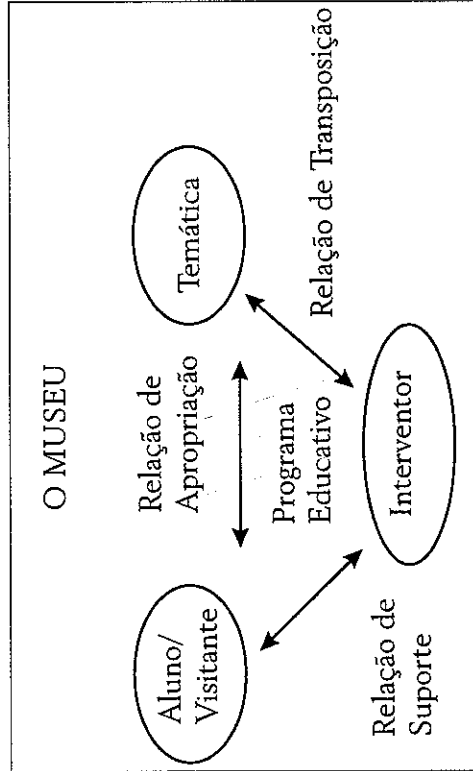 O MUSEU
Relação de
Apropriação
Aluno/
Visitante
Temática
Programa
Educativo
Relação de Transposição
Interventor
Relação de
Suporte